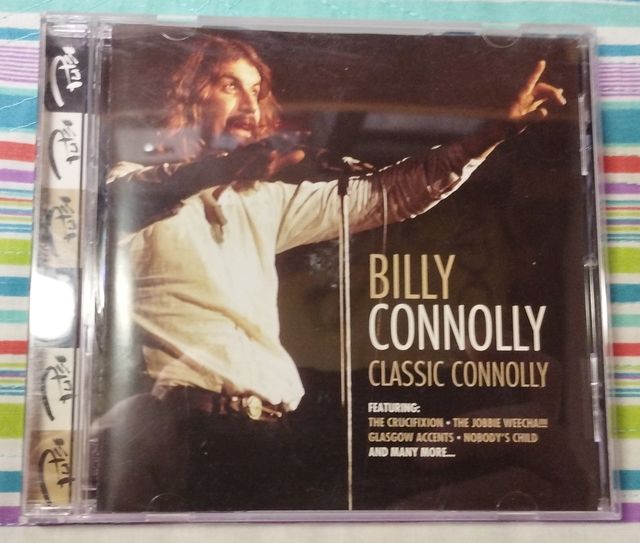 BILLY
CONNOLLY
CLASSIC CONNOLLY
FEATURING:
THE CRUCIFIXION • THE JOBBIE WEECHA!!!
GLASGOW ACCENTS • NOBODY'S CHILD
AND MANY MORE...